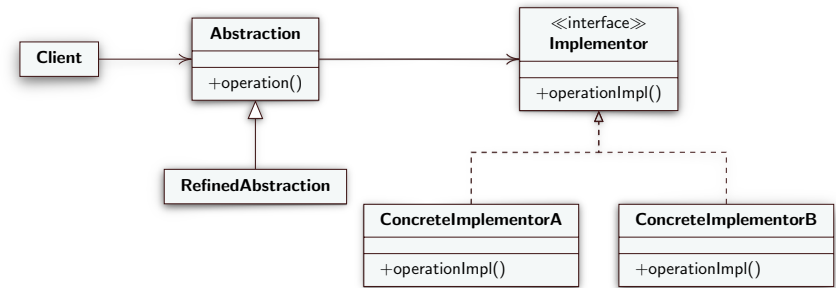 Client
Abstraction
+operation()
≪interface≫
Implementor
+operationImpl()
RefinedAbstraction
ConcreteImplementorA
+operationImpl()
ConcreteImplementorB
+operationImpl()